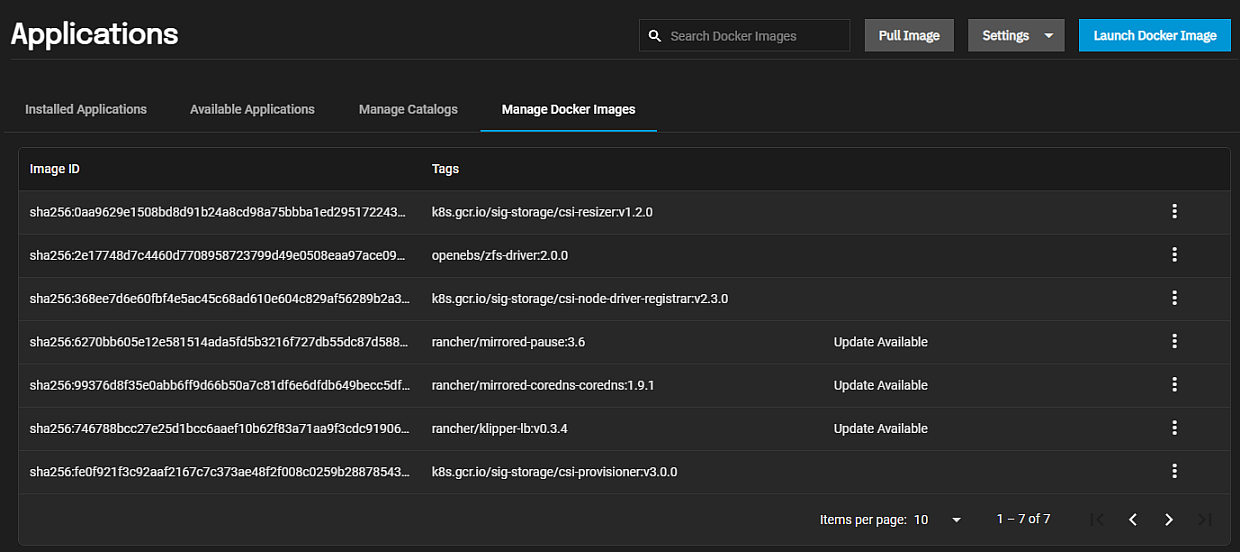 Applications
Search Docker Images
Pull Image
Settings
Launch Docker Image
Installed Applications
Available Applications
Manage Catalogs
Manage Docker Images
Image ID Tags
sha256:0aa9629e1508bd8d91b24a8cd98a75bbba1ed295172243... k8s.gcr.io/sig-storage/csi-resizer:v1.2.0
sha256:2e17748d7c4460d7708958723799d49e0508eaa97ace09... openebs/zfs-driver:2.0.0
sha256:368ee7d6e60fbf4e5ac45c68ad610e604c829af56289b2a3... k8s.gcr.io/sig-storage/csi-node-driver-registrar:v2.3.0
sha256:6270bb605e12e581514ada5fd5b3216f727db55dc87d588... rancher/mirrored-pause:3.6 Update Available
sha256:99376d8f35e0abb6ff9d66b50a7c81df6e6dfdb649becc5df... rancher/mirrored-coredns-coredns:1.9.1 Update Available
sha256:746788bcc27e25d1bcc6aaef10b62f83a71aa9f3cdc91906... rancher/klipper-lb:v0.3.4 Update Available
sha256:fe0f921f3c92aaf2167c7c373ae48f2f008c0259b28878543... k8s.gcr.io/sig-storage/csi-provisioner:v3.0.0
Items per page: 10 1 – 7 of 7